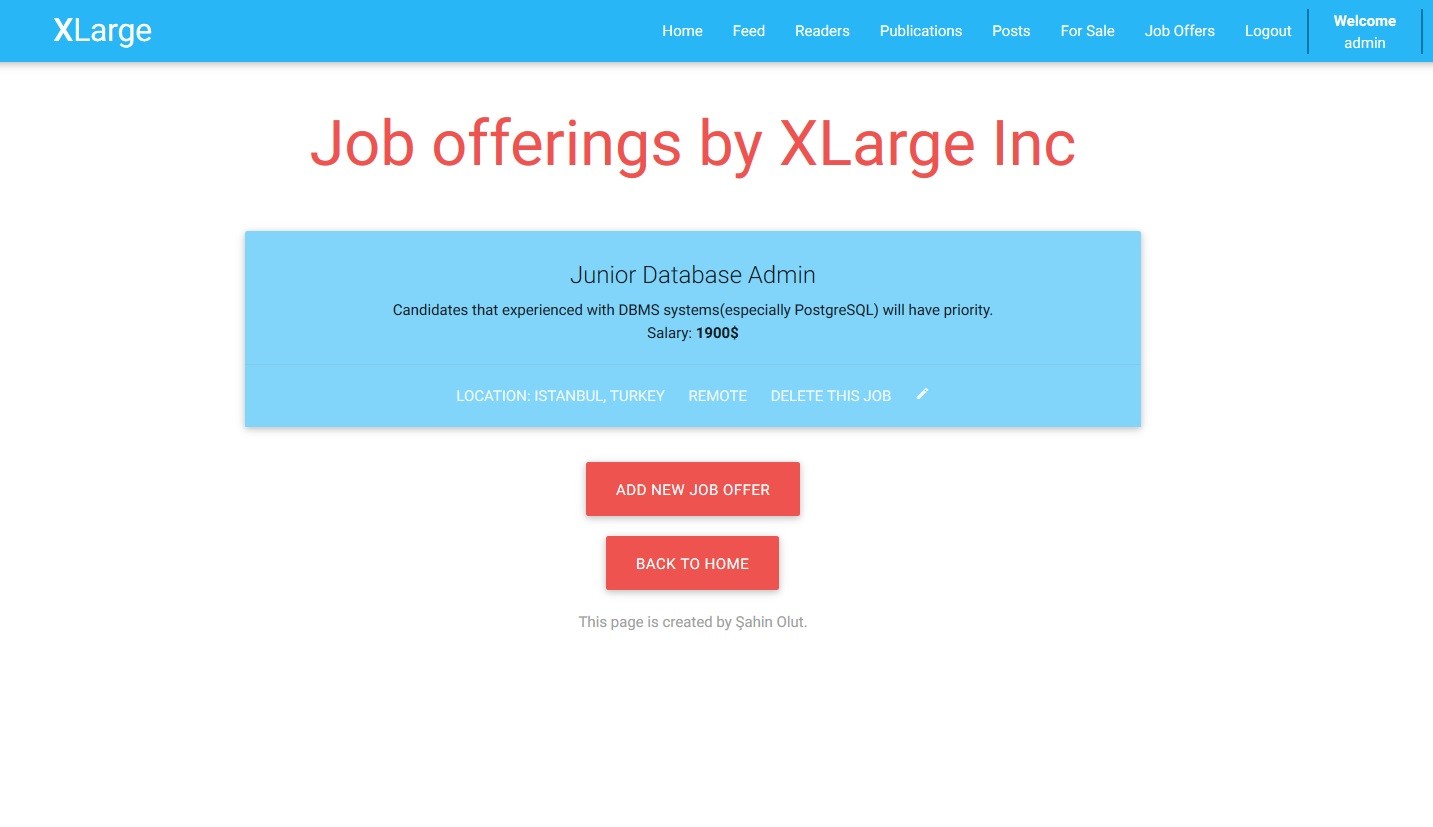 XLarge
Home Feed Readers Publications Posts For Sale Job Offers Logout Welcome
admin
Job offerings by XLarge Inc
Junior Database Admin
Candidates that experienced with DBMS systems(especially PostgreSQL) will have priority.
Salary: 1900$
LOCATION: ISTANBUL, TURKEY REMOTE DELETE THIS JOB
ADD NEW JOB OFFER
BACK TO HOME
This page is created by Şahin Olut.